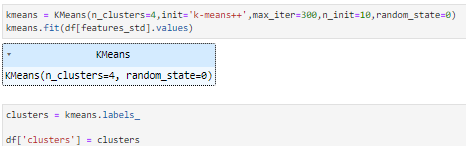 kmeans = KMeans(n_clusters=4,init='k-means++',max_iter=300,n_init=10,random_state=0)
kmeans.fit(df[features_std].values)
KMeans
KMeans(n_clusters=4, random_state=0)
clusters = kmeans.labels_
df['clusters'] = clusters